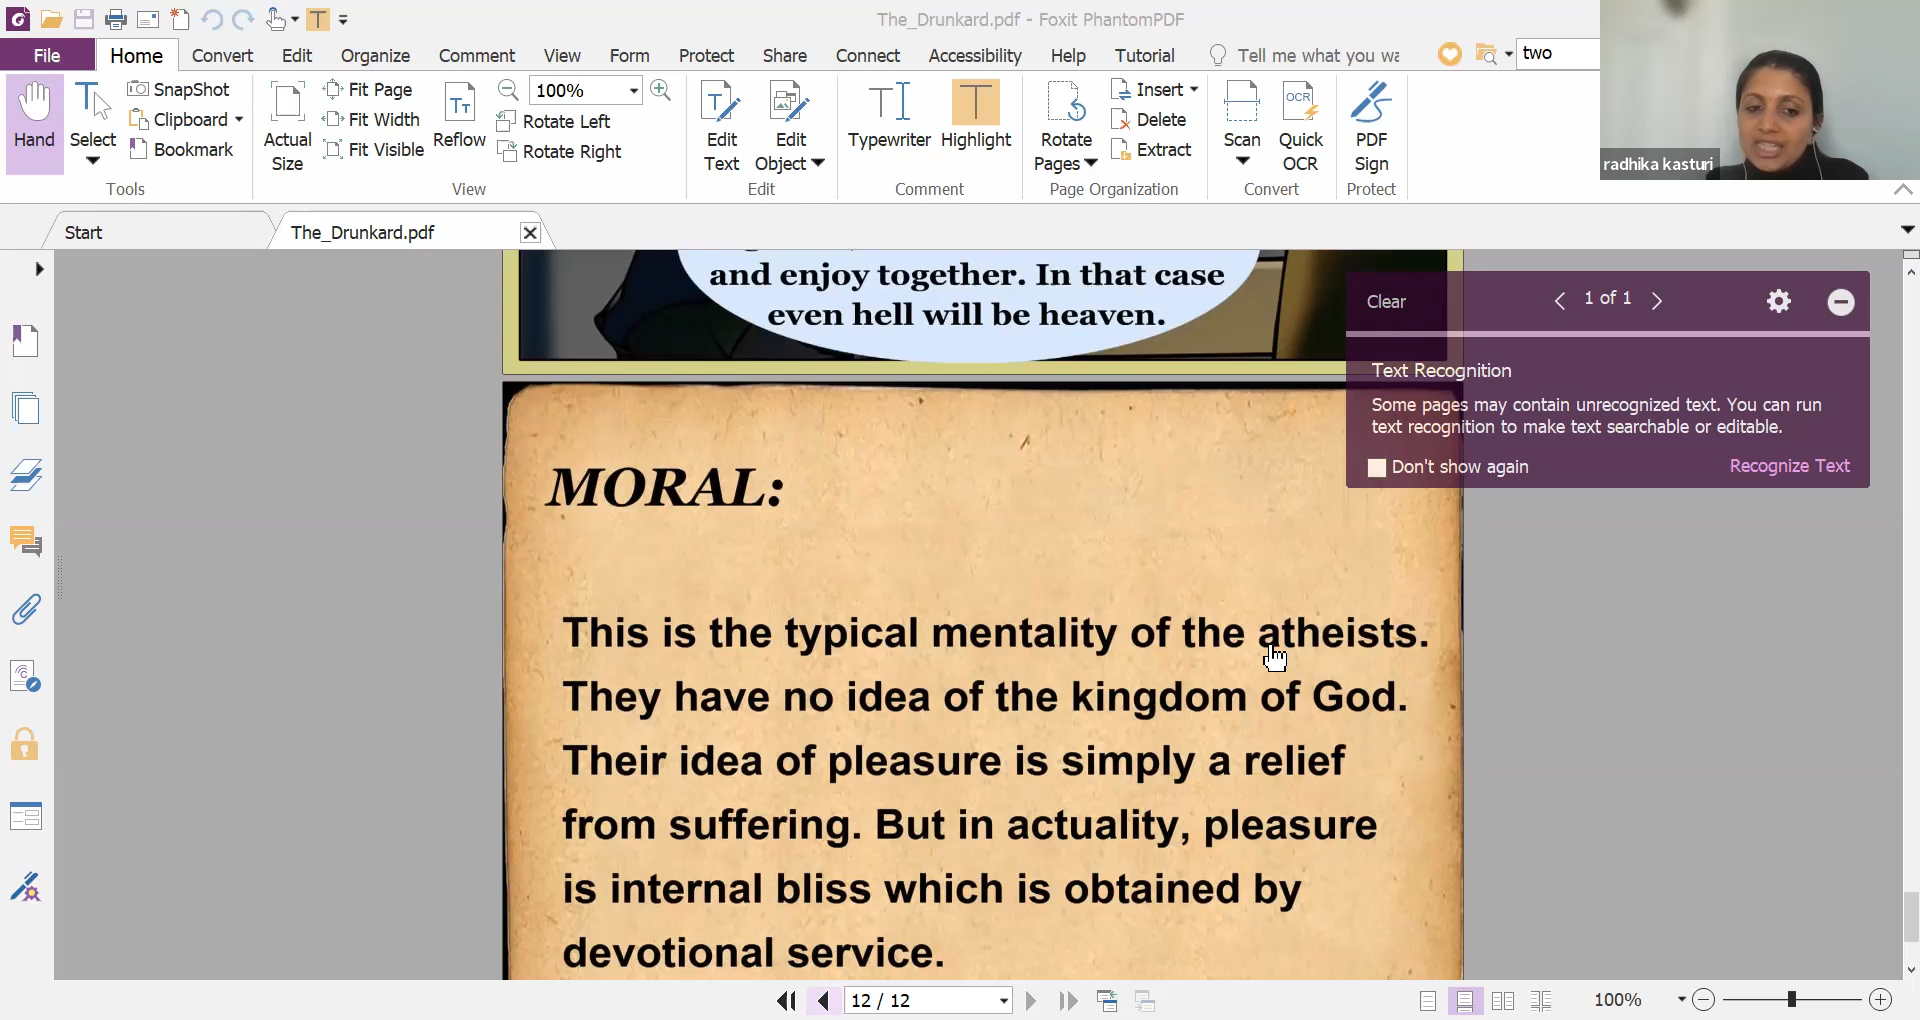 The_Drunkard.pdf - Foxit PhantomPDF
File Home Convert Edit Organize Comment View Form Protect Share Connect Accessibility Help Tutorial Tell me what you wa two
Hand
Select
SnapShot
Clipboard
Bookmark
Tools
Actual Size
Fit Page
Fit Width
Fit Visible
Reflow
100%
Rotate Left
Rotate Right
View
Edit Text
Edit Object
Edit
Typewriter
Highlight
Comment
Rotate Pages
Insert
Delete
Extract
Page Organization
Scan
OCR
Quick OCR
Convert
PDF Sign
Protect
radhika kasturi
Start
The_Drunkard.pdf
and enjoy together. In that case
even hell will be heaven.
Clear
1 of 1
Text Recognition
Some pages may contain unrecognized text. You can run
text recognition to make text searchable or editable.
Don't show again
Recognize Text
MORAL:
This is the typical mentality of the atheists.
They have no idea of the kingdom of God.
Their idea of pleasure is simply a relief
from suffering. But in actuality, pleasure
is internal bliss which is obtained by
devotional service.
12 / 12
100%